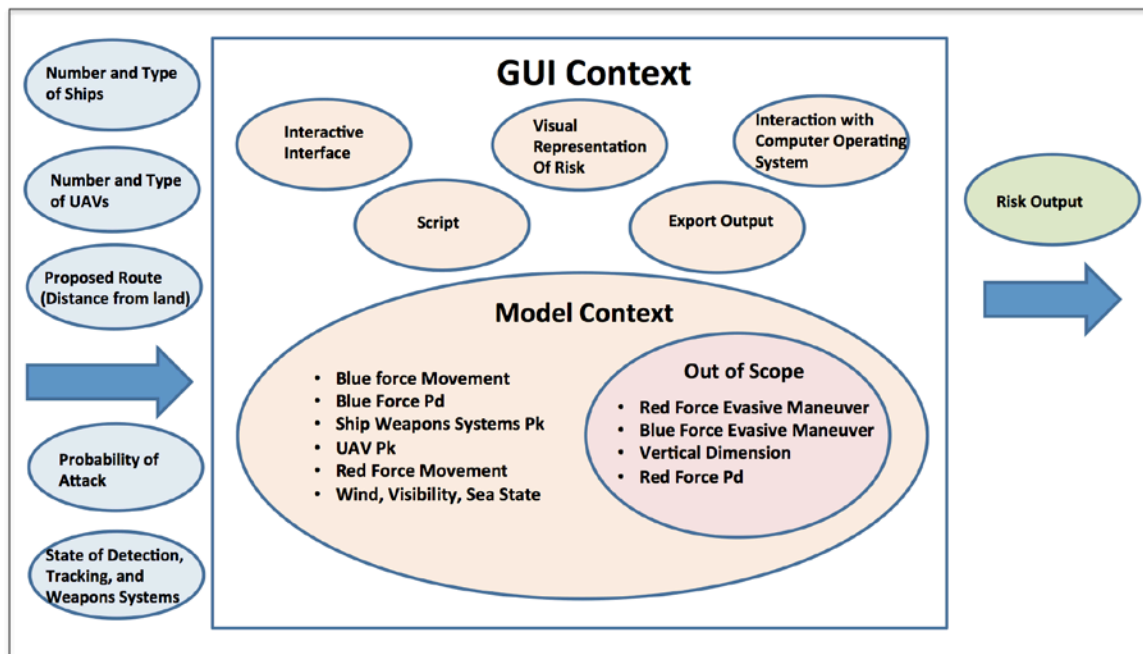 Number and Type
of Ships
Number and Type
of UAVs
Proposed Route
(Distance from land)
Probability of
Attack
State of Detection,
Tracking, and
Weapons Systems
GUI Context
Interactive
Interface
Visual
Representation
Of Risk
Interaction with
Computer Operating
System
Script
Export Output
Model Context
• Blue force Movement
• Blue Force Pd
• Ship Weapons Systems Pk
• UAV Pk
• Red Force Movement
• Wind, Visibility, Sea State
Out of Scope
• Red Force Evasive Maneuver
• Blue Force Evasive Maneuver
• Vertical Dimension
• Red Force Pd
Risk Output